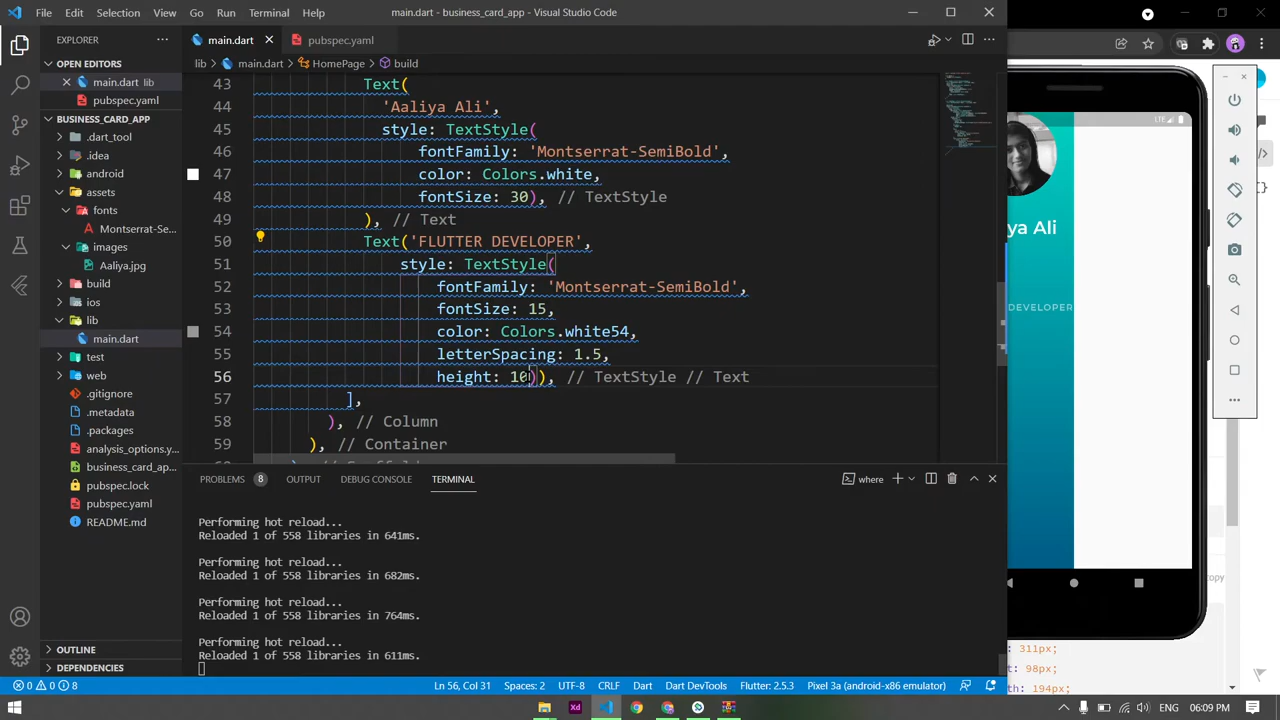 File Edit Selection View Go Run Terminal Help main.dart - business_card_app - Visual Studio Code
EXPLORER
OPEN EDITORS
main.dart lib
pubspec.yaml
BUSINESS_CARD_APP
.dart_tool
.idea
android
assets
fonts
Montserrat-Se...
images
Aaliya.jpg
build
ios
lib
main.dart
test
web
.gitignore
.metadata
.packages
analysis_options.y...
business_card_ap...
pubspec.lock
pubspec.yaml
README.md
OUTLINE
DEPENDENCIES
main.dart pubspec.yaml
lib > main.dart > HomePage > build
43 Text(
44 'Aaliya Ali',
45 style: TextStyle(
46 fontFamily: 'Montserrat-SemiBold',
47 color: Colors.white,
48 fontSize: 30), // TextStyle
49 ), // Text
50 Text('FLUTTER DEVELOPER',
51 style: TextStyle(
52 fontFamily: 'Montserrat-SemiBold',
53 fontSize: 15,
54 color: Colors.white54,
55 letterSpacing: 1.5,
56 height: 10)), // TextStyle // Text
57 ],
58 ), // Column
59 ), // Container
PROBLEMS 8 OUTPUT DEBUG CONSOLE TERMINAL where
Performing hot reload...
Reloaded 1 of 558 libraries in 641ms.
Performing hot reload...
Reloaded 1 of 558 libraries in 682ms.
Performing hot reload...
Reloaded 1 of 558 libraries in 764ms.
Performing hot reload...
Reloaded 1 of 558 libraries in 611ms.
LTE
ya Ali
DEVELOPER
opy
: 311px;
t: 98px;
th: 194px;
0 0 8 Ln 56, Col 31 Spaces: 2 UTF-8 CRLF Dart Dart DevTools Flutter: 2.5.3 Pixel 3a (android-x86 emulator)
Xd ENG 06:09 PM